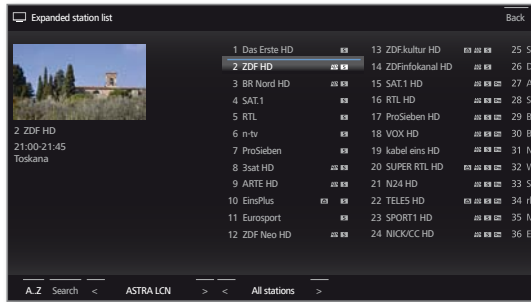 Expanded station list
Back
1 Das Erste HD
2 ZDF HD
3 BR Nord HD
4 SAT.1
5 RTL
6 n-tv
7 ProSieben
8 3sat HD
9 ARTE HD
10 EinsPlus
11 Eurosport
12 ZDF Neo HD
13 ZDF.kultur HD
14 ZDFinfokanal HD
15 SAT.1 HD
16 RTL HD
17 ProSieben HD
18 VOX HD
19 kabel eins HD
20 SUPER RTL HD
21 N24 HD
22 TELE5 HD
23 SPORT1 HD
24 NICK/CC HD
25 S
26 D
27 A
28 S
29 B
30 B
31 N
32 V
33 S
34 rl
35 N
36 E
2 ZDF HD
21:00-21:45
Toskana
A..Z Search < ASTRA LCN > < All stations >